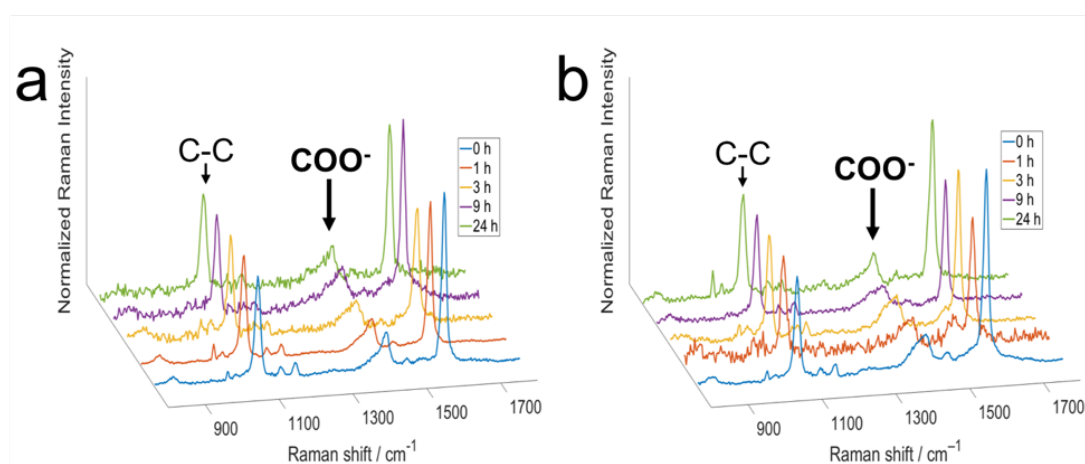 a
Normalized Raman Intensity
C-C
COO⁻
0 h
1 h
3 h
9 h
24 h
900
1100
1300
1500
1700
Raman shift / cm⁻¹
b
Normalized Raman Intensity
C-C
COO⁻
0 h
1 h
3 h
9 h
24 h
900
1100
1300
1500
1700
Raman shift / cm⁻¹